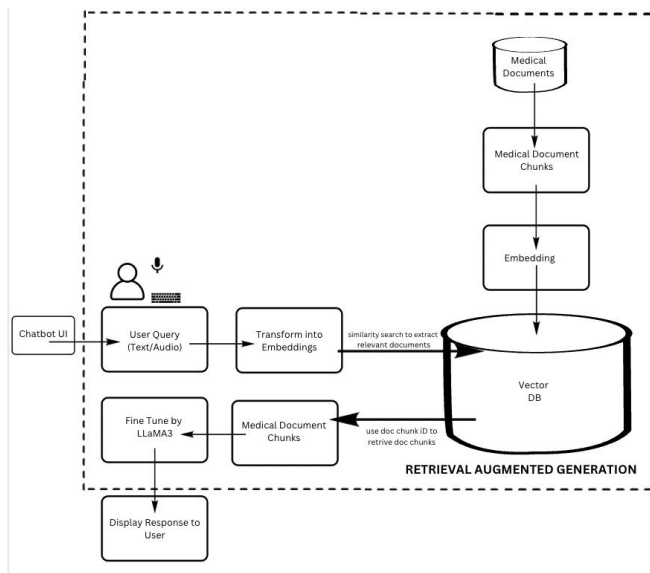 Medical
Documents
Medical Document
Chunks
Embedding
Chatbot UI
User Query
(Text/Audio)
Transform into
Embeddings
similarity search to extract
relevant documents
Vector
DB
Fine Tune by
LLaMA3
Medical Document
Chunks
use doc chunk iD to
retrive doc chunks
RETRIEVAL AUGMENTED GENERATION
Display Response to
User